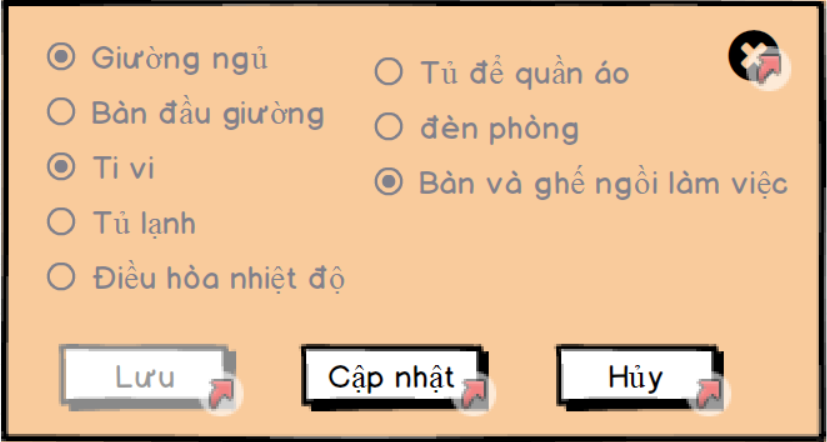 Giường ngủ
Bàn đầu giường
Ti vi
Tủ lạnh
Điều hòa nhiệt độ
Tủ để quần áo
đèn phòng
Bàn và ghế ngồi làm việc
Lưu
Cập nhật
Hủy